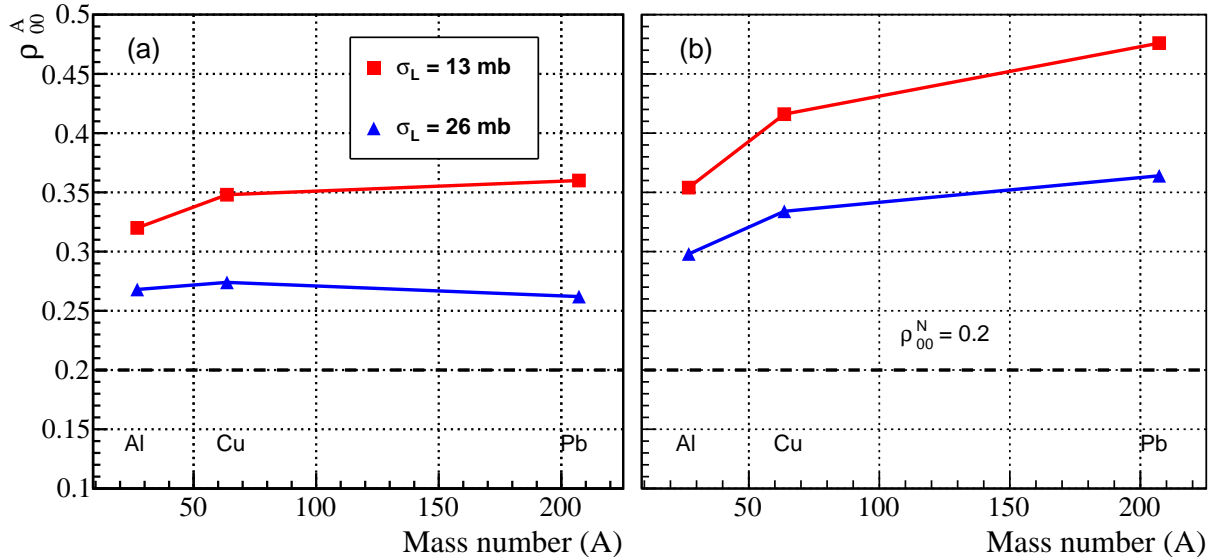 ρ^A_00
0.5
0.45
0.4
0.35
0.3
0.25
0.2
0.15
0.1
(a)
σ_L = 13 mb
σ_L = 26 mb
Al
Cu
Pb
50
100
150
200
Mass number (A)
(b)
ρ^N_00 = 0.2
Al
Cu
Pb
50
100
150
200
Mass number (A)